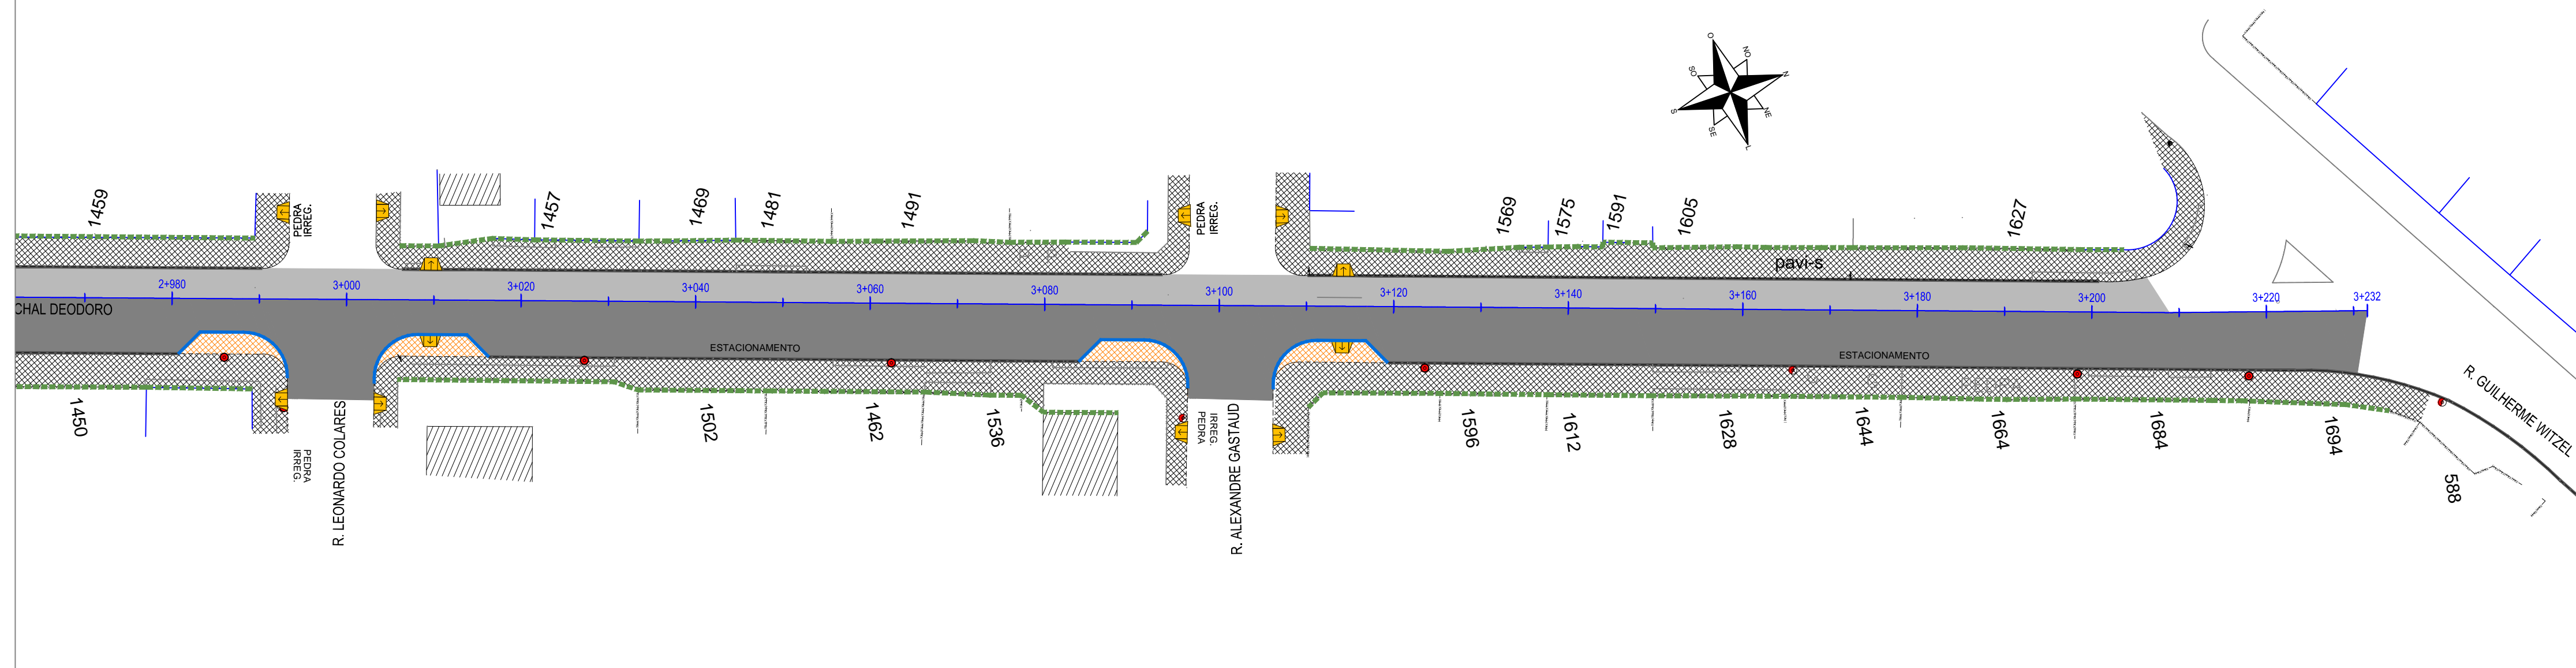 O
NO
N
NE
L
SE
S
SO
1459
PEDRA
IRREG.
1457
1469
1481
1491
PEDRA
IRREG.
1569
1575
1591
1605
1627
pavi-s
2+980
3+000
3+020
3+040
3+060
3+080
3+100
3+120
3+140
3+160
3+180
3+200
3+220
3+232
CHAL DEODORO
ESTACIONAMENTO
ESTACIONAMENTO
R. GUILHERME WITZEL
1450
PEDRA
IRREG.
R. LEONARDO COLARES
1502
1462
1536
IRREG.
PEDRA
R. ALEXANDRE GASTAUD
1596
1612
1628
1644
1664
1684
1694
588